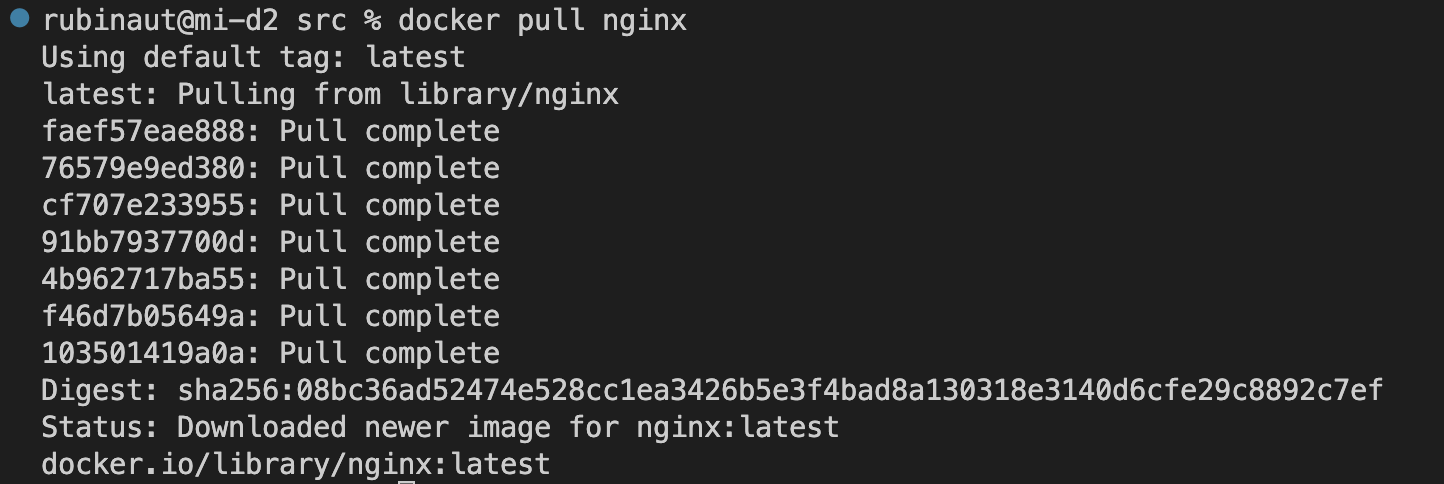 rubinaut@mi-d2 src % docker pull nginx
Using default tag: latest
latest: Pulling from library/nginx
faef57eae888: Pull complete
76579e9ed380: Pull complete
cf707e233955: Pull complete
91bb7937700d: Pull complete
4b962717ba55: Pull complete
f46d7b05649a: Pull complete
103501419a0a: Pull complete
Digest: sha256:08bc36ad52474e528cc1ea3426b5e3f4bad8a130318e3140d6cfe29c8892c7ef
Status: Downloaded newer image for nginx:latest
docker.io/library/nginx:latest